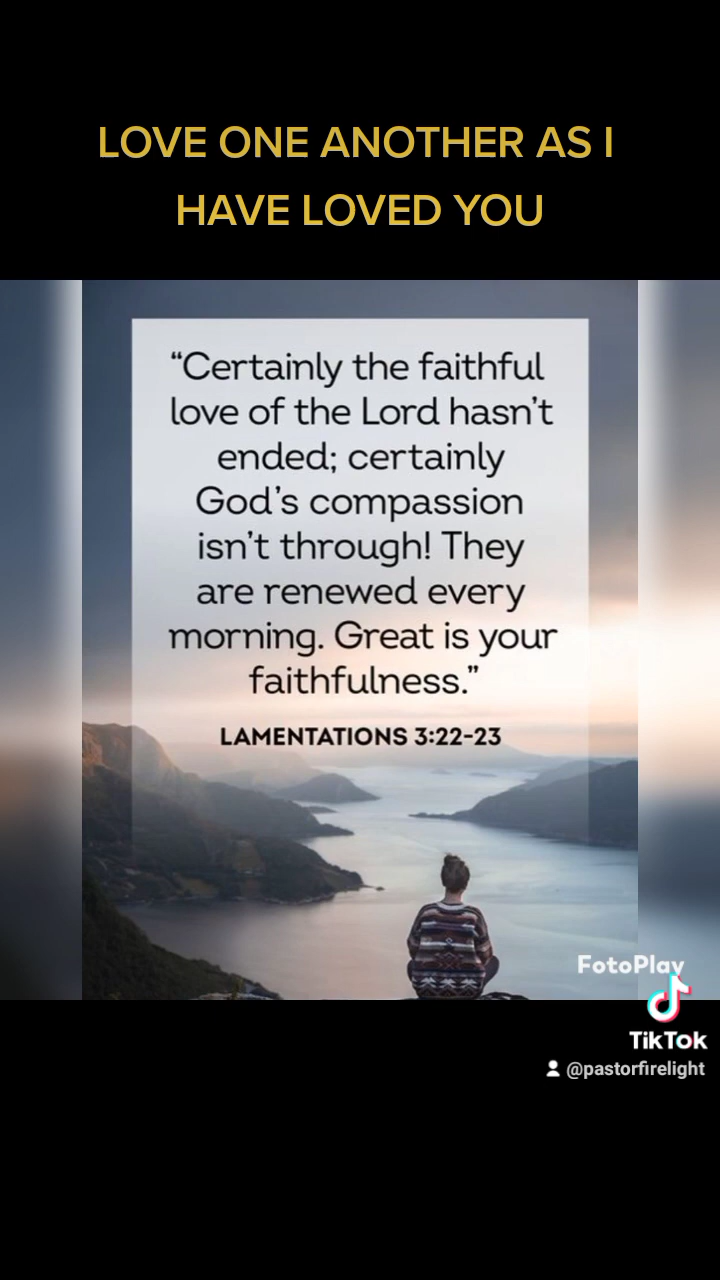 LOVE ONE ANOTHER AS I
HAVE LOVED YOU
“Certainly the faithful
love of the Lord hasn’t
ended; certainly
God’s compassion
isn’t through! They
are renewed every
morning. Great is your
faithfulness.”
LAMENTATIONS 3:22-23
FotoPlay
TikTok
@pastorfirelight